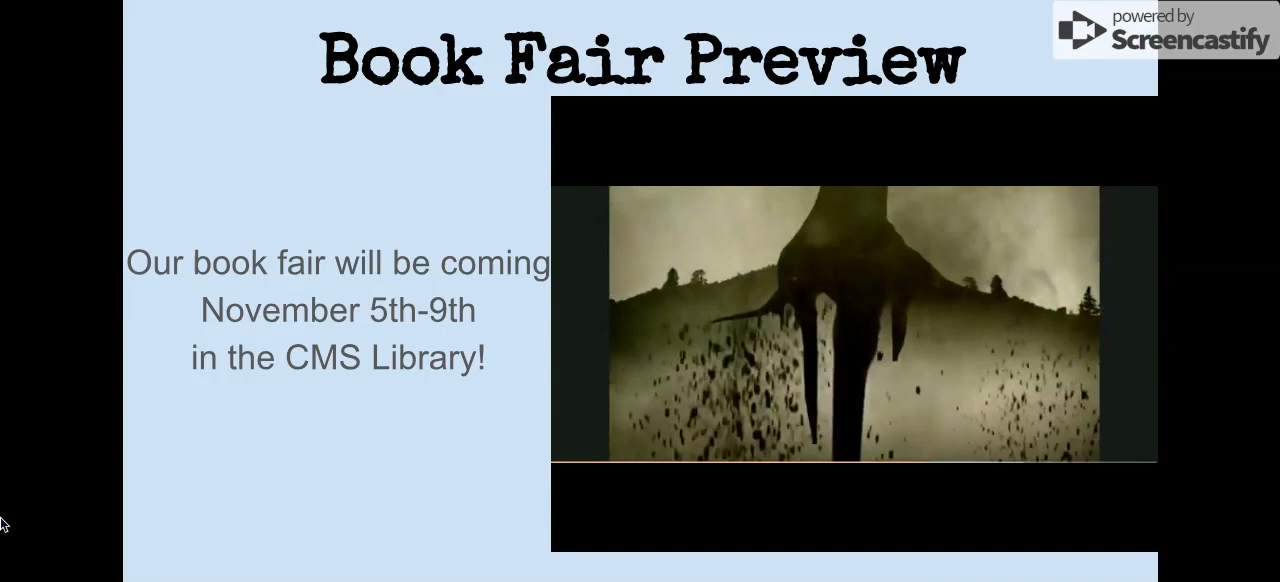 Book Fair Preview
powered by
Screencastify
Our book fair will be coming
November 5th-9th
in the CMS Library!